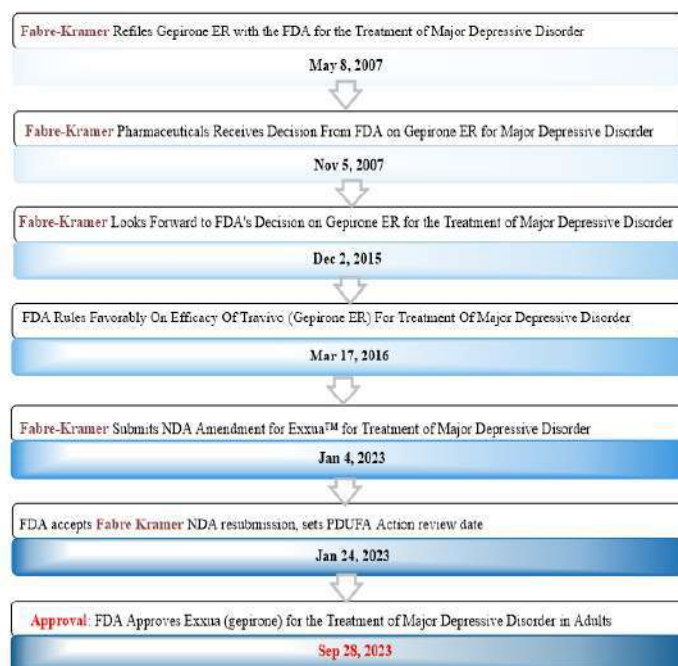 Fabre-Kramer Refiles Gepirone ER with the FDA for the Treatment of Major Depressive Disorder
May 8, 2007
Fabre-Kramer Pharmaceuticals Receives Decision From FDA on Gepirone ER for Major Depressive Disorder
Nov 5, 2007
Fabre-Kramer Looks Forward to FDA's Decision on Gepirone ER for the Treatment of Major Depressive Disorder
Dec 2, 2015
FDA Rules Favorably On Efficacy Of Travivo (Gepirone ER) For Treatment Of Major Depressive Disorder
Mar 17, 2016
Fabre-Kramer Submits NDA Amendment for Exxua™ for Treatment of Major Depressive Disorder
Jan 4, 2023
FDA accepts Fabre Kramer NDA resubmission, sets PDUFA Action review date
Jan 24, 2023
Approval: FDA Approves Exxua (gepirone) for the Treatment of Major Depressive Disorder in Adults
Sep 28, 2023